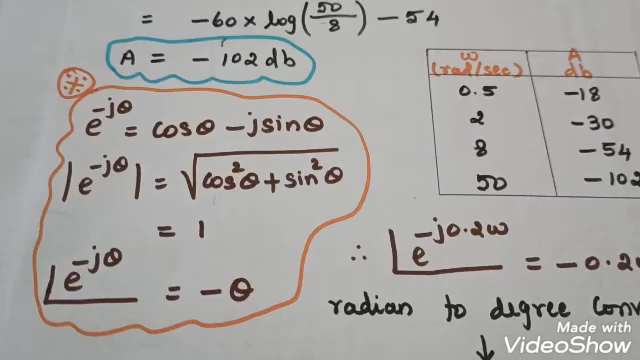 = -60 × log(50/8) - 54
A = -102 db
*
e^-jθ = cosθ - jsinθ
|e^-jθ| = √cos²θ + sin²θ
= 1
∠e^-jθ = -θ
ω (rad/sec) A db
0.5 -18
2 -30
8 -54
50 -102
∴ ∠e^-j0.2ω = -0.2
radian to degree conv
↓
Made with
VideoShow